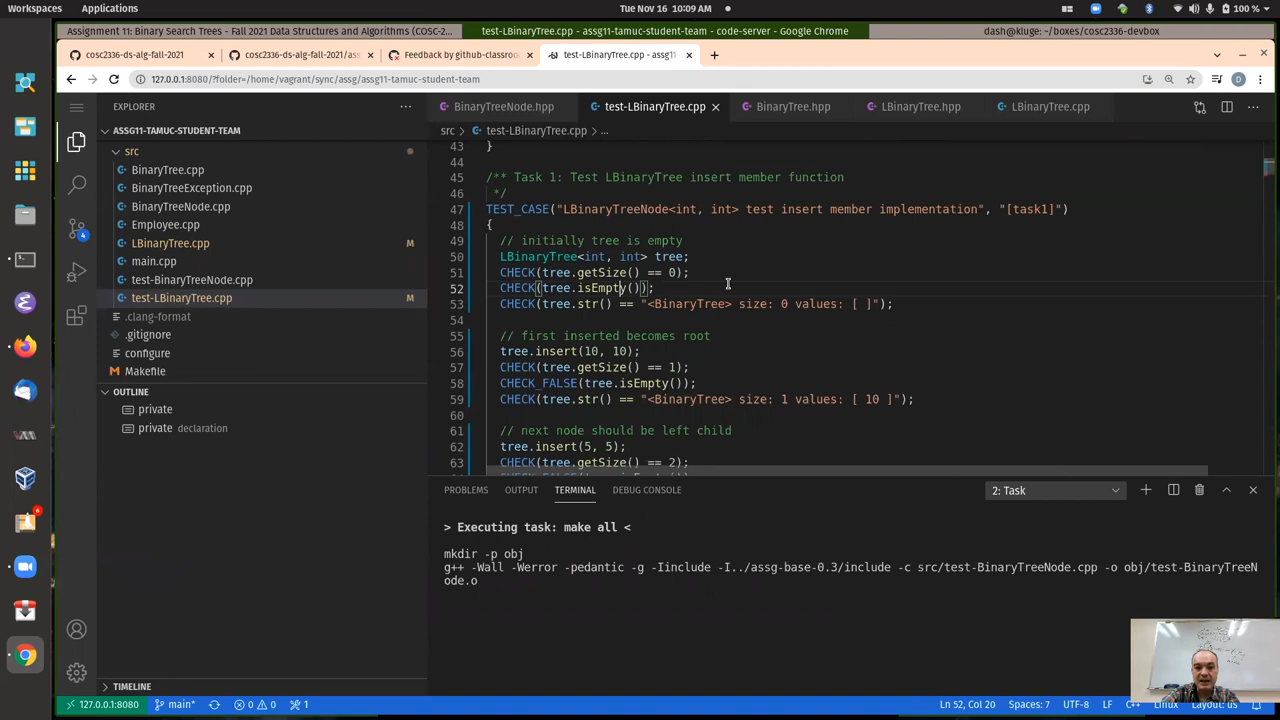 Workspaces Applications Tue Nov 16 10:09 AM 100 %
Assignment 11: Binary Search Trees - Fall 2021 Data Structures and Algorithms (COSC-2... test-LBinaryTree.cpp - assg11-tamuc-student-team - code-server - Google Chrome dash@kluge: ~/boxes/cosc2336-devbox
cosc2336-ds-alg-fall-2021 cosc2336-ds-alg-fall-2021/ass Feedback by github-classroo test-LBinaryTree.cpp - assg11
127.0.0.1:8080/?folder=/home/vagrant/sync/assg/assg11-tamuc-student-team D
EXPLORER BinaryTreeNode.hpp test-LBinaryTree.cpp BinaryTree.hpp LBinaryTree.hpp LBinaryTree.cpp
ASSG11-TAMUC-STUDENT-TEAM src > test-LBinaryTree.cpp > ...
src
BinaryTree.cpp
BinaryTreeException.cpp
BinaryTreeNode.cpp
Employee.cpp
LBinaryTree.cpp M
main.cpp
test-BinaryTreeNode.cpp
test-LBinaryTree.cpp M
.clang-format
.gitignore
configure
Makefile
OUTLINE
private
private declaration
TIMELINE
43 }
44
45 /** Task 1: Test LBinaryTree insert member function
46 */
47 TEST_CASE("LBinaryTreeNode<int, int> test insert member implementation", "[task1]")
48 {
49 // initially tree is empty
50 LBinaryTree<int, int> tree;
51 CHECK(tree.getSize() == 0);
52 CHECK(tree.isEmpty());
53 CHECK(tree.str() == "<BinaryTree> size: 0 values: [ ]");
54
55 // first inserted becomes root
56 tree.insert(10, 10);
57 CHECK(tree.getSize() == 1);
58 CHECK_FALSE(tree.isEmpty());
59 CHECK(tree.str() == "<BinaryTree> size: 1 values: [ 10 ]");
60
61 // next node should be left child
62 tree.insert(5, 5);
63 CHECK(tree.getSize() == 2);
PROBLEMS OUTPUT TERMINAL DEBUG CONSOLE 2: Task
> Executing task: make all <
mkdir -p obj
g++ -Wall -Werror -pedantic -g -Iinclude -I../assg-base-0.3/include -c src/test-BinaryTreeNode.cpp -o obj/test-BinaryTreeN
ode.o
127.0.0.1:8080 main* 0 0 1 Ln 52, Col 20 Spaces: 7 UTF-8 LF C++ Linux Layout: us